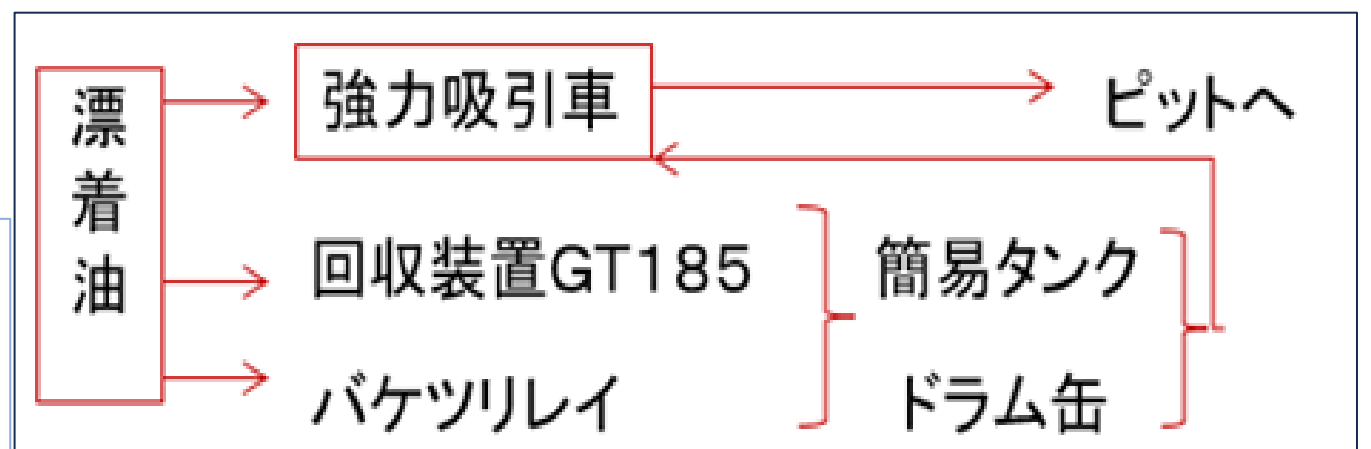 漂着油
強力吸引車
ピットへ
回収装置GT185
簡易タンク
バケツリレイ
ドラム缶